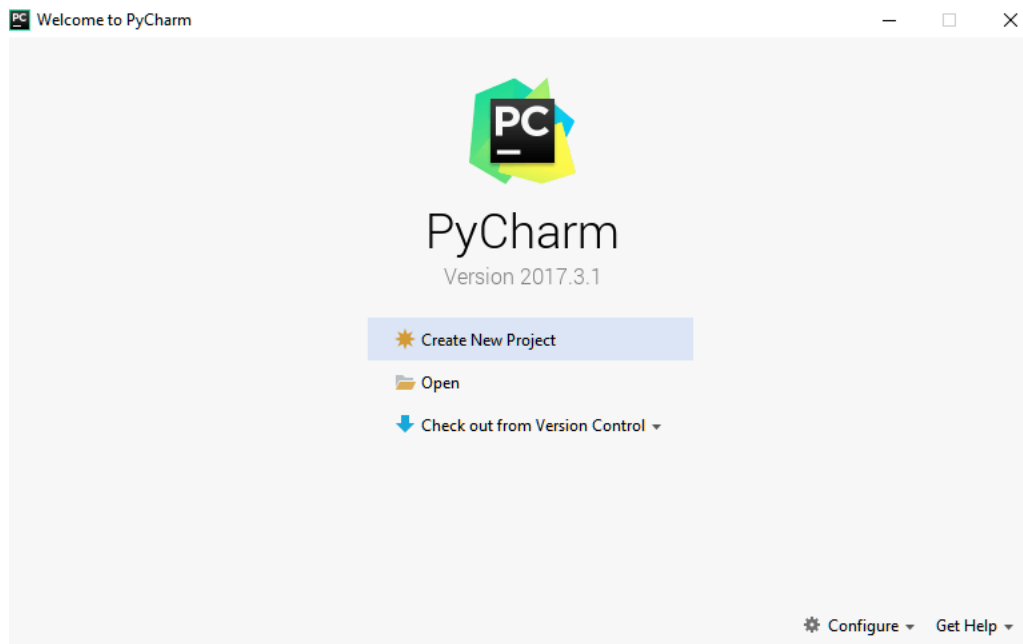 PC Welcome to PyCharm
PC
PyCharm
Version 2017.3.1
Create New Project
Open
Check out from Version Control
Configure Get Help